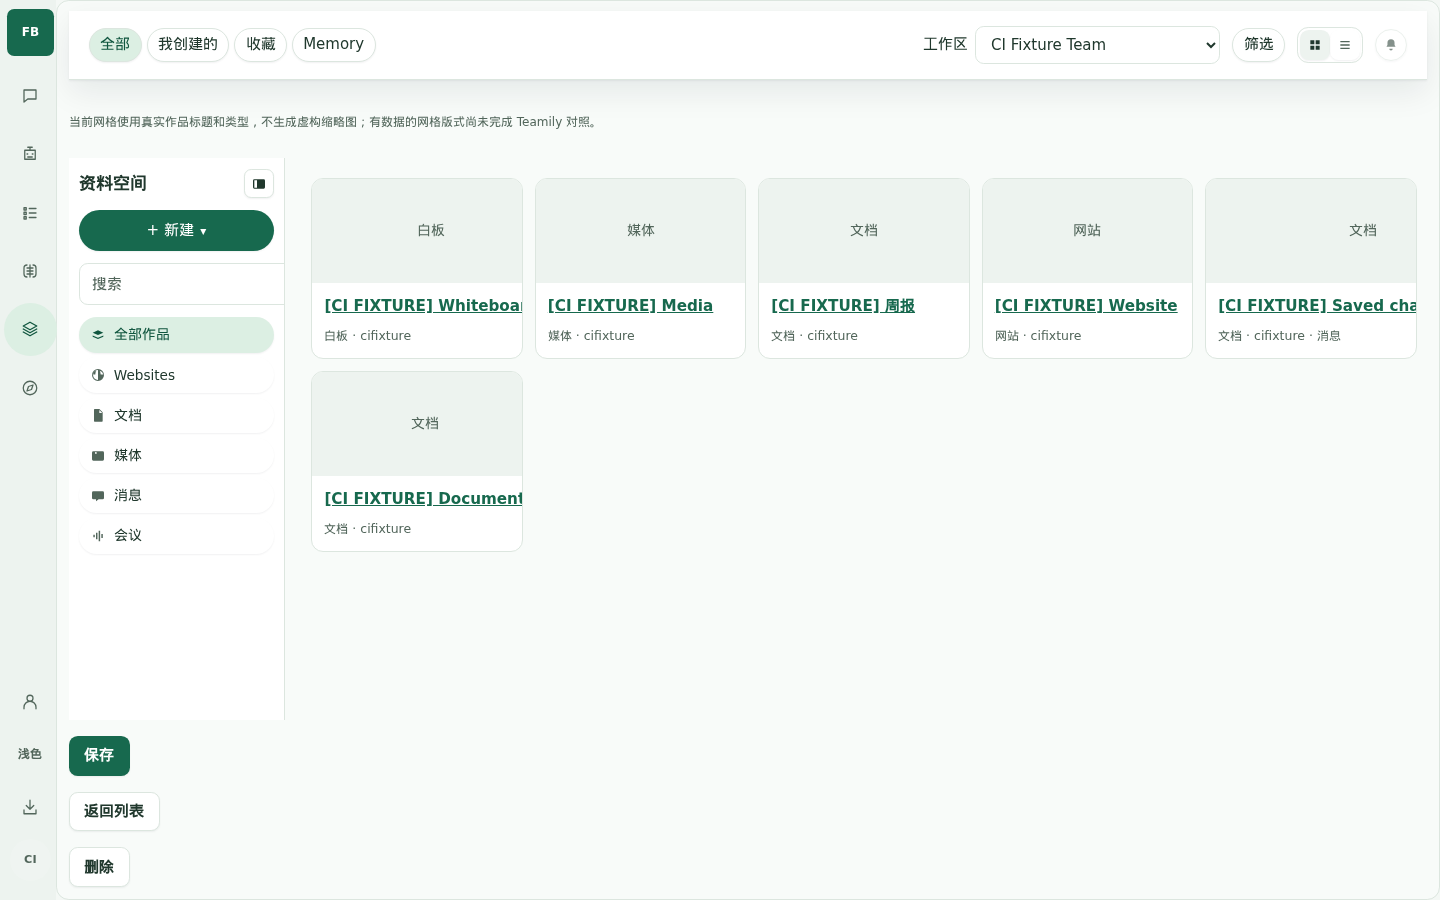 FB
全部 我创建的 收藏 Memory
工作区 CI Fixture Team 筛选
当前网格使用真实作品标题和类型，不生成虚构缩略图；有数据的网格版式尚未完成 Teamily 对照。
资料空间
+ 新建 ▾
搜索
全部作品
Websites
文档
媒体
消息
会议
白板
[CI FIXTURE] Whiteboar
白板 · cifixture
媒体
[CI FIXTURE] Media
媒体 · cifixture
文档
[CI FIXTURE] 周报
文档 · cifixture
网站
[CI FIXTURE] Website
网站 · cifixture
文档
[CI FIXTURE] Saved cha
文档 · cifixture · 消息
文档
[CI FIXTURE] Document
文档 · cifixture
浅色
CI
保存
返回列表
删除